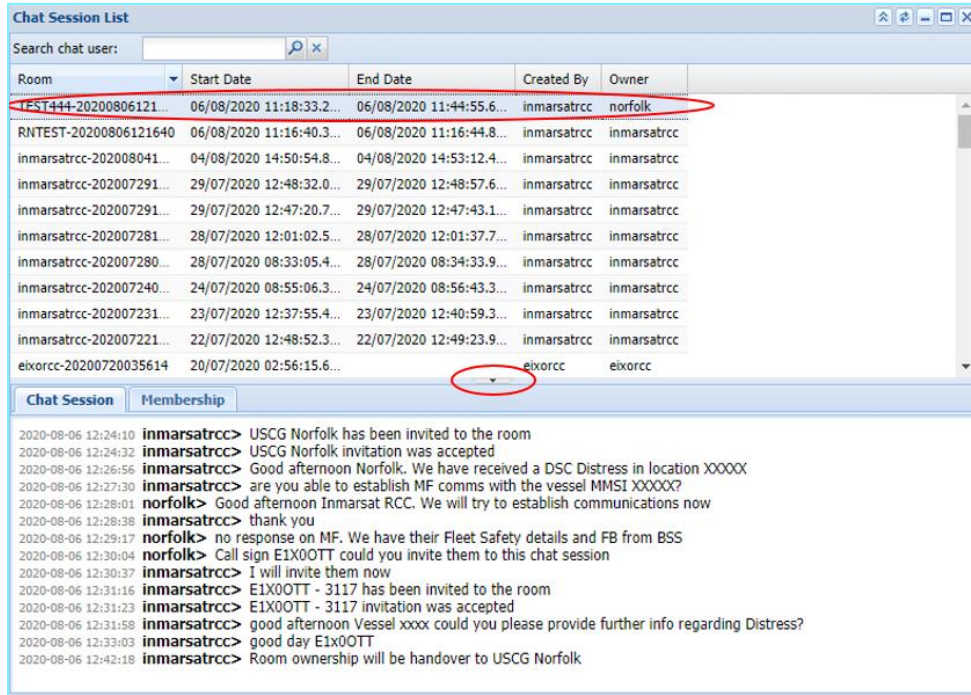 Chat Session List
Search chat user:
Room Start Date End Date Created By Owner
TEST444-20200806121... 06/08/2020 11:18:33.2... 06/08/2020 11:44:55.6... inmarsatrcc norfolk
RNTEST-20200806121640 06/08/2020 11:16:40.3... 06/08/2020 11:16:44.8... inmarsatrcc inmarsatrcc
inmarsatrcc-202008041... 04/08/2020 14:50:54.8... 04/08/2020 14:53:12.4... inmarsatrcc inmarsatrcc
inmarsatrcc-202007291... 29/07/2020 12:48:32.0... 29/07/2020 12:48:57.6... inmarsatrcc inmarsatrcc
inmarsatrcc-202007291... 29/07/2020 12:47:20.7... 29/07/2020 12:47:43.1... inmarsatrcc inmarsatrcc
inmarsatrcc-202007281... 28/07/2020 12:01:02.5... 28/07/2020 12:01:37.7... inmarsatrcc inmarsatrcc
inmarsatrcc-202007280... 28/07/2020 08:33:05.4... 28/07/2020 08:34:33.9... inmarsatrcc inmarsatrcc
inmarsatrcc-202007240... 24/07/2020 08:55:06.3... 24/07/2020 08:56:43.3... inmarsatrcc inmarsatrcc
inmarsatrcc-202007231... 23/07/2020 12:37:55.4... 23/07/2020 12:40:59.3... inmarsatrcc inmarsatrcc
inmarsatrcc-202007221... 22/07/2020 12:48:52.3... 22/07/2020 12:49:23.9... inmarsatrcc inmarsatrcc
eixorcc-20200720035614 20/07/2020 02:56:15.6... eixorcc eixorcc
Chat Session Membership
2020-08-06 12:24:10 inmarsatrcc> USCG Norfolk has been invited to the room
2020-08-06 12:24:32 inmarsatrcc> USCG Norfolk invitation was accepted
2020-08-06 12:26:56 inmarsatrcc> Good afternoon Norfolk. We have received a DSC Distress in location XXXXX
2020-08-06 12:27:30 inmarsatrcc> are you able to establish MF comms with the vessel MMSI XXXXX?
2020-08-06 12:28:01 norfolk> Good afternoon Inmarsat RCC. We will try to establish communications now
2020-08-06 12:28:38 inmarsatrcc> thank you
2020-08-06 12:29:17 norfolk> no response on MF. We have their Fleet Safety details and FB from BSS
2020-08-06 12:30:04 norfolk> Call sign E1X0OTT could you invite them to this chat session
2020-08-06 12:30:37 inmarsatrcc> I will invite them now
2020-08-06 12:31:16 inmarsatrcc> E1X0OTT - 3117 has been invited to the room
2020-08-06 12:31:23 inmarsatrcc> E1X0OTT - 3117 invitation was accepted
2020-08-06 12:31:58 inmarsatrcc> good afternoon Vessel xxxx could you please provide further info regarding Distress?
2020-08-06 12:33:03 inmarsatrcc> good day E1x0OTT
2020-08-06 12:42:18 inmarsatrcc> Room ownership will be handover to USCG Norfolk